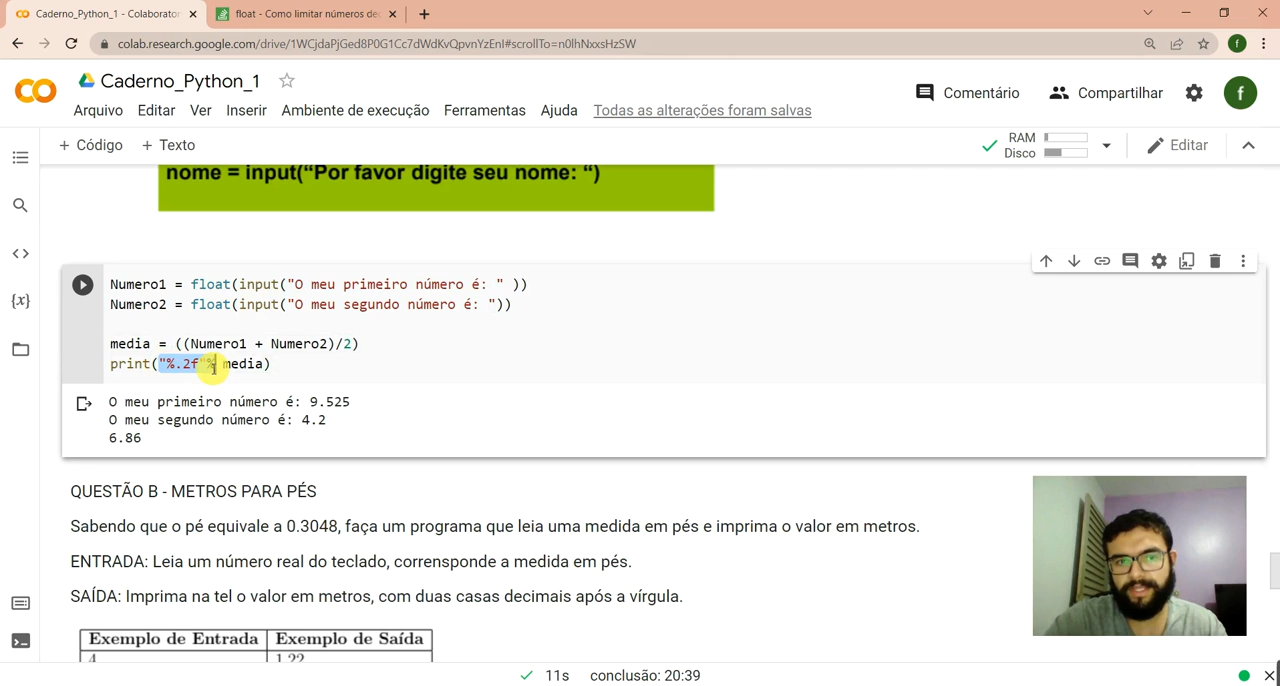 Caderno_Python_1 - Colaborator
float - Como limitar números de
colab.research.google.com/drive/1WCjdaPjGed8P0G1Cc7dWdKvQpvnYzEnI#scrollTo=n0lhNxxsHzSW
f
Caderno_Python_1
Arquivo Editar Ver Inserir Ambiente de execução Ferramentas Ajuda Todas as alterações foram salvas
Comentário Compartilhar f
+ Código + Texto
RAM
Disco
Editar
nome = input(“Por favor digite seu nome: “)
Numero1 = float(input("O meu primeiro número é: " ))
Numero2 = float(input("O meu segundo número é: "))
media = ((Numero1 + Numero2)/2)
print("%.2f"% media)
O meu primeiro número é: 9.525
O meu segundo número é: 4.2
6.86
QUESTÃO B - METROS PARA PÉS
Sabendo que o pé equivale a 0.3048, faça um programa que leia uma medida em pés e imprima o valor em metros.
ENTRADA: Leia um número real do teclado, corrensponde a medida em pés.
SAÍDA: Imprima na tel o valor em metros, com duas casas decimais após a vírgula.
Exemplo de Entrada Exemplo de Saída
4 1.22
11s conclusão: 20:39